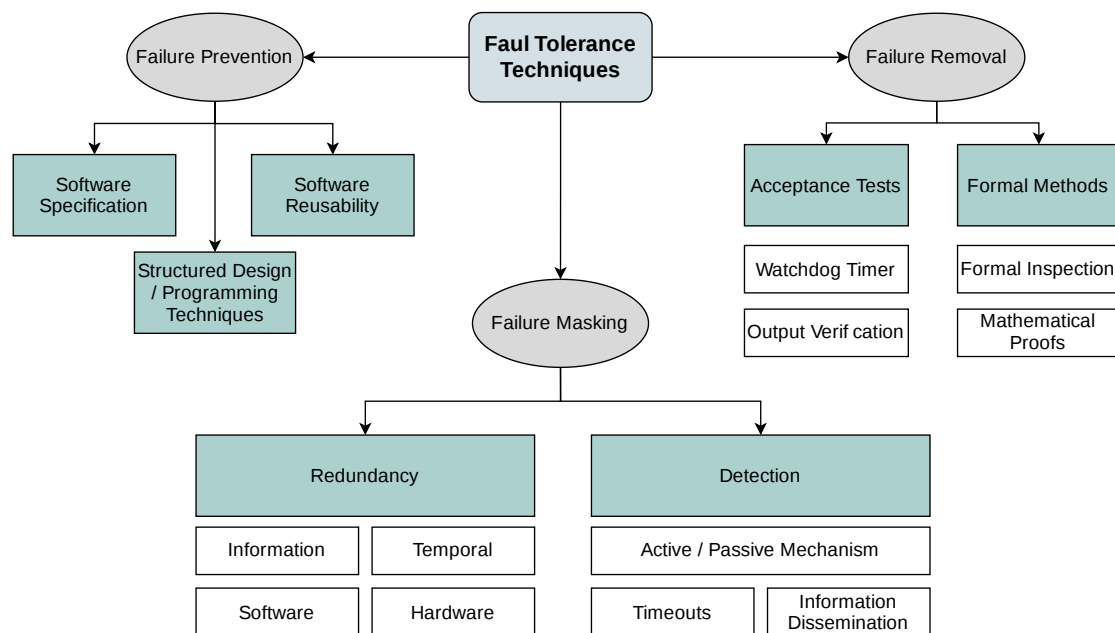 Faul Tolerance
Techniques
Failure Prevention
Failure Removal
Software
Specification
Software
Reusability
Structured Design
/ Programming
Techniques
Acceptance Tests
Formal Methods
Watchdog Timer
Formal Inspection
Output Verif cation
Mathematical
Proofs
Failure Masking
Redundancy
Detection
Information
Temporal
Active / Passive Mechanism
Software
Hardware
Timeouts
Information
Dissemination